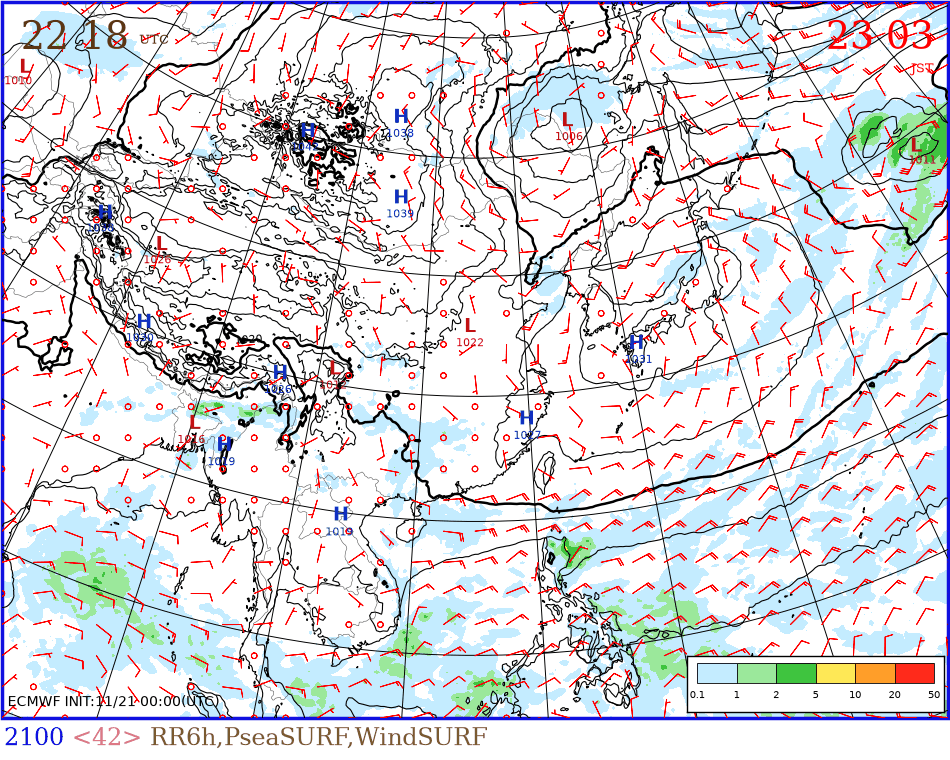 22 18 UTC 23 03
JST
L
1010
H
H
1038
L
1006
L
1011
H
1039
H
L
1026
H
1030
L
1022
H
1031
H
1036
L
H
1027
L
1016
H
1019
H
1019
0.1 1 2 5 10 20 50
ECMWF INIT:11/21 00:00(UTC)
2100 <42> RR6h,PseaSURF,WindSURF